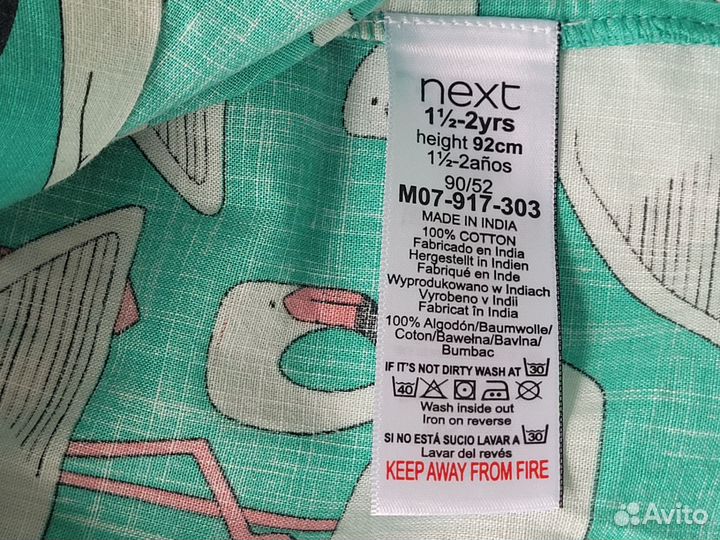 next
1½-2yrs
height 92cm
1½-2años
90/52
M07-917-303
MADE IN INDIA
100% COTTON
Fabricado en India
Hergestellt in Indien
Fabriqué en Inde
Wyprodukowano w Indiach
Vyrobeno v Indii
Fabricat în India
100% Algodón/Baumwolle/
Coton/Bawełna/Bavlna/
Bumbac
IF IT'S NOT DIRTY WASH AT 30
40
Wash inside out
Iron on reverse
SI NO ESTÁ SUCIO LAVAR A 30
Lavar del revés
KEEP AWAY FROM FIRE
Avito